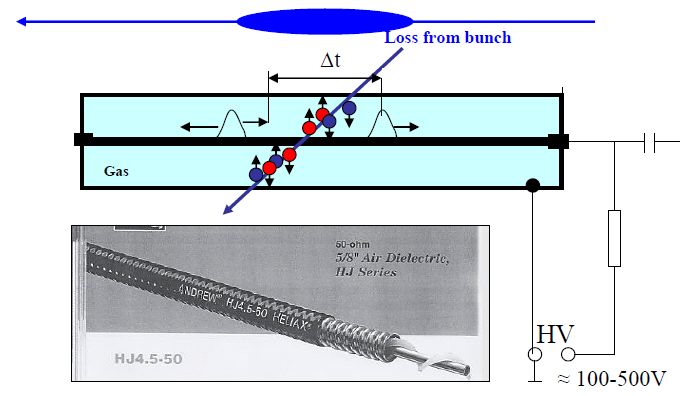 Loss from bunch
Δt
Gas
50-ohm
5/8" Air Dielectric,
HJ Series
ANDREW® HJ4.5-50 HELIAX®
HJ4.5-50
HV
≈ 100-500V